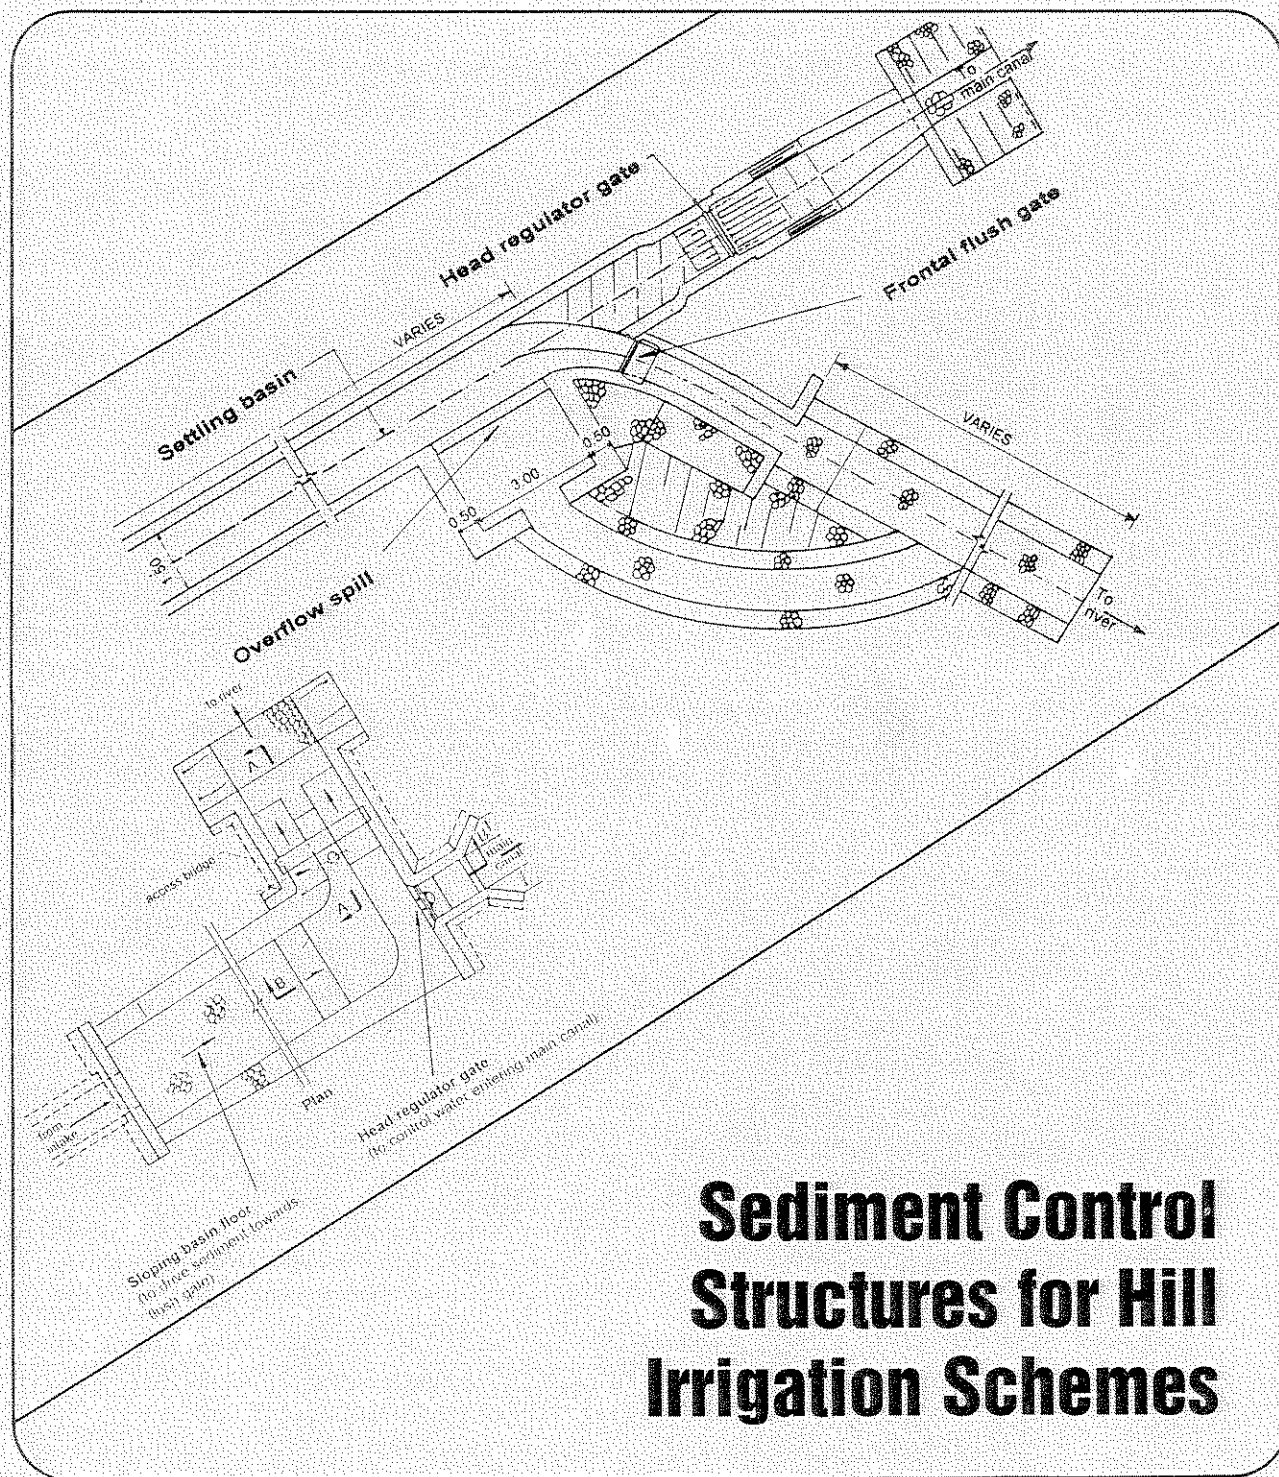 To
main canal
Head regulator gate
Frontal flush gate
VARIES
Settling basin
VARIES
0.50
3.00
0.50
Overflow spill
To
river
to river
A
access bridge
main
canal
A
B
from
intake
Plan
Head regulator gate
(to control water entering main canal)
Sloping basin floor
(to drive sediment towards
flush gate)
Sediment Control
Structures for Hill
Irrigation Schemes